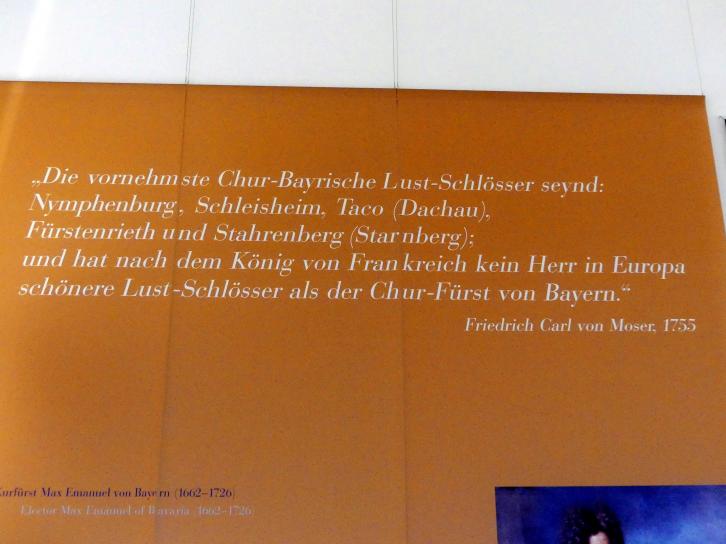 „Die vornehmste Chur-Bayrische Lust-Schlösser seynd:
Nymphenburg, Schleisheim, Taco (Dachau),
Fürstenrieth und Stahrenberg (Starnberg);
und hat nach dem König von Frankreich kein Herr in Europa
schönere Lust-Schlösser als der Chur-Fürst von Bayern.“
Friedrich Carl von Moser, 1755
Kurfürst Max Emanuel von Bayern (1662–1726)
Elector Max Emanuel of Bavaria (1662–1726)